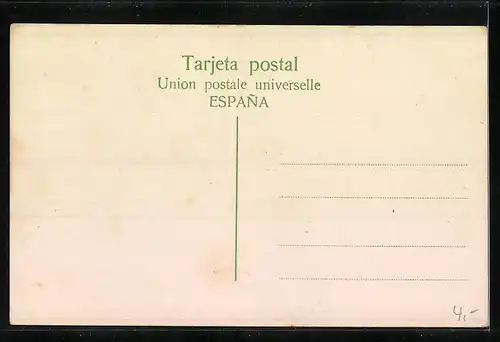 Tarjeta postal
Union postale universelle
ESPAÑA
4,-